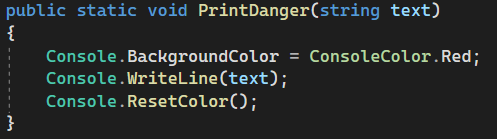 public static void PrintDanger(string text)
{
    Console.BackgroundColor = ConsoleColor.Red;
    Console.WriteLine(text);
    Console.ResetColor();
}